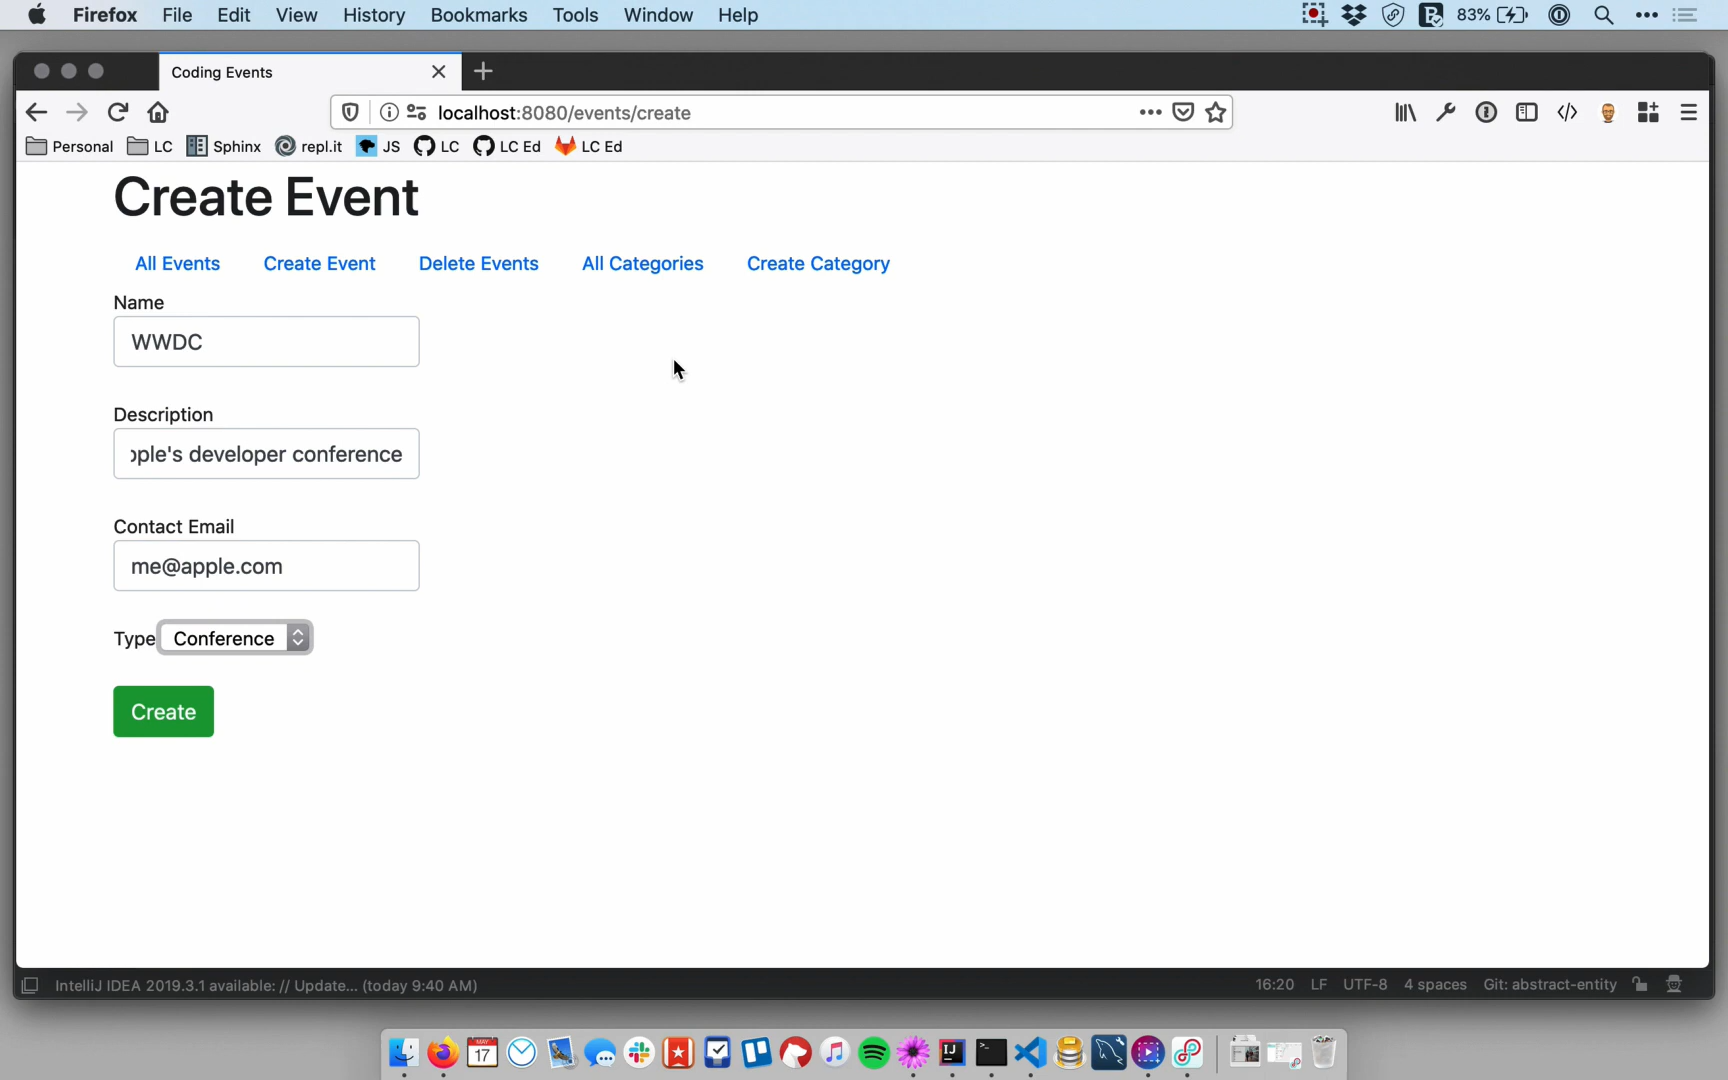 Firefox File Edit View History Bookmarks Tools Window Help 83%
Coding Events
localhost:8080/events/create
Personal LC Sphinx repl.it JS LC LC Ed LC Ed
Create Event
All Events Create Event Delete Events All Categories Create Category
Name
WWDC
Description
pple's developer conference
Contact Email
me@apple.com
Type Conference
Create
IntelliJ IDEA 2019.3.1 available: // Update... (today 9:40 AM) 16:20 LF UTF-8 4 spaces Git: abstract-entity
MAY
17
IJ